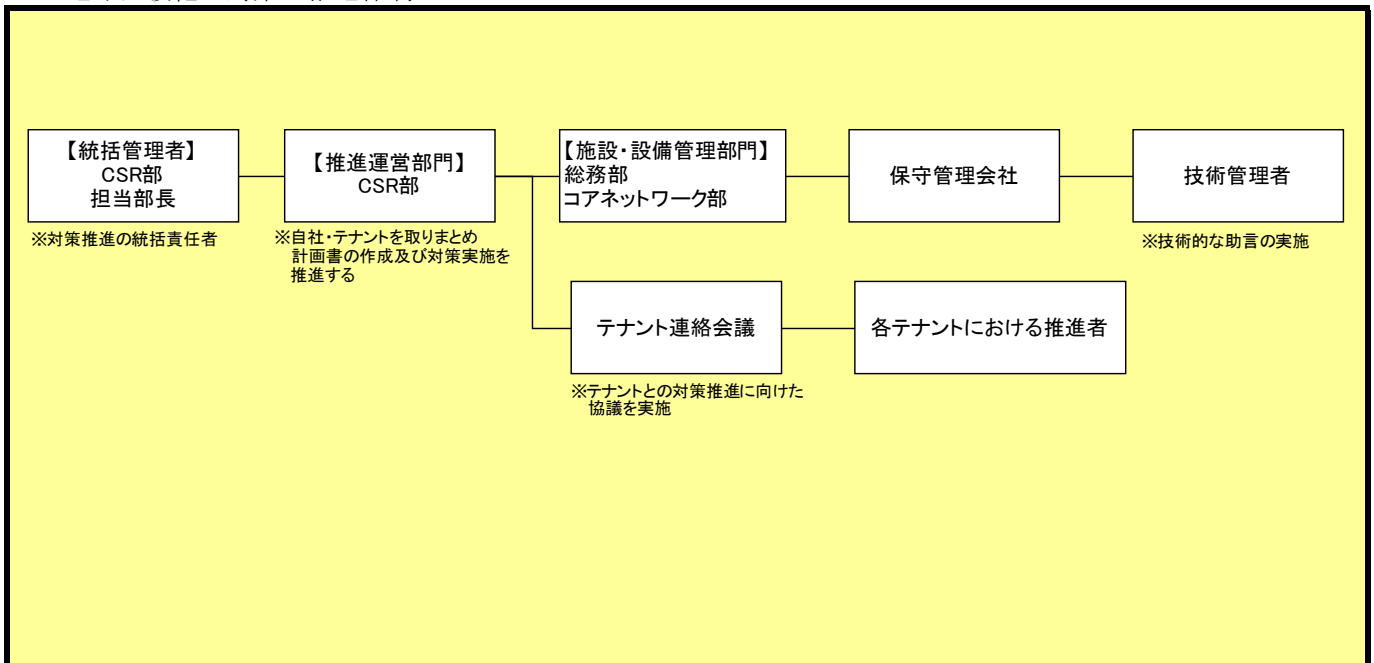 【統括管理者】
CSR部
担当部長
※対策推進の統括責任者
【推進運営部門】
CSR部
※自社・テナントを取りまとめ
計画書の作成及び対策実施を
推進する
【施設・設備管理部門】
総務部
コアネットワーク部
保守管理会社
技術管理者
※技術的な助言の実施
テナント連絡会議
※テナントとの対策推進に向けた
協議を実施
各テナントにおける推進者